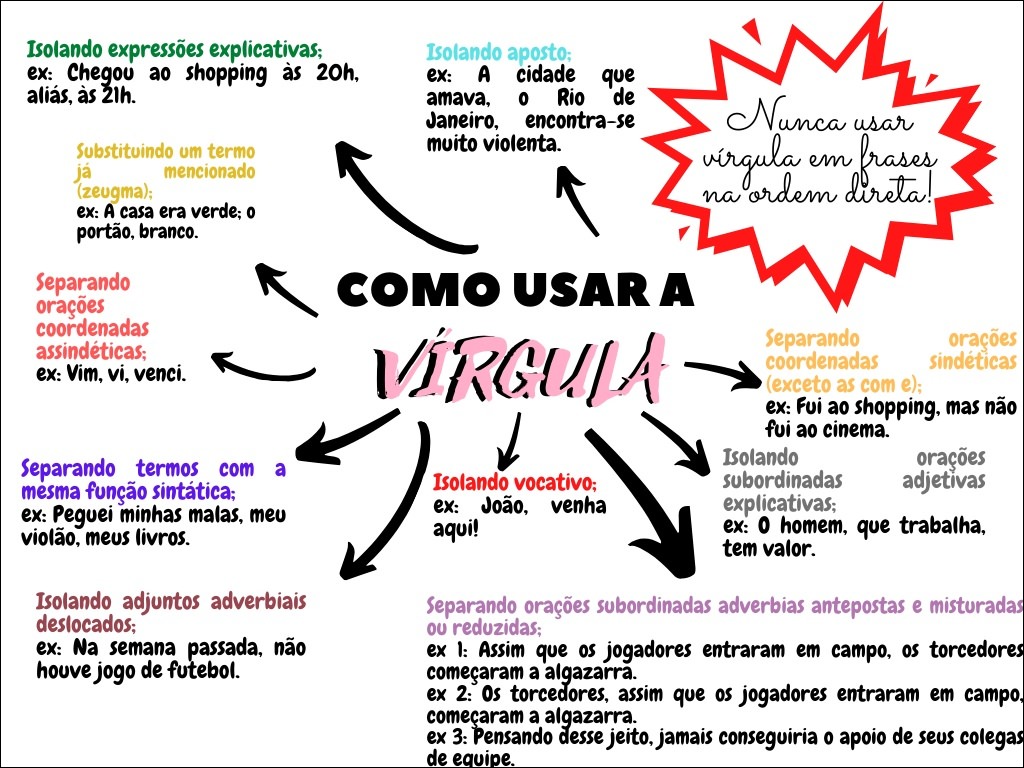 Isolando expressões explicativas;
ex: Chegou ao shopping às 20h,
aliás, às 21h.
Isolando aposto;
ex: A cidade que
amava, o Rio de
Janeiro, encontra-se
muito violenta.
Nunca usar
vírgula em frases
na ordem direta!
Substituindo um termo
já mencionado
(zeugma);
ex: A casa era verde; o
portão, branco.
Separando
orações
coordenadas
assindéticas;
ex: Vim, vi, venci.
COMO USAR A
VÍRGULA
Separando orações
coordenadas sindéticas
(exceto as com e);
ex: Fui ao shopping, mas não
fui ao cinema.
Separando termos com a
mesma função sintática;
ex: Peguei minhas malas, meu
violão, meus livros.
Isolando vocativo;
ex: João, venha
aqui!
Isolando orações
subordinadas adjetivas
explicativas;
ex: O homem, que trabalha,
tem valor.
Isolando adjuntos adverbiais
deslocados;
ex: Na semana passada, não
houve jogo de futebol.
Separando orações subordinadas adverbias antepostas e misturadas
ou reduzidas;
ex 1: Assim que os jogadores entraram em campo, os torcedores
começaram a algazarra.
ex 2: Os torcedores, assim que os jogadores entraram em campo,
começaram a algazarra.
ex 3: Pensando desse jeito, jamais conseguiria o apoio de seus colegas
de equipe.